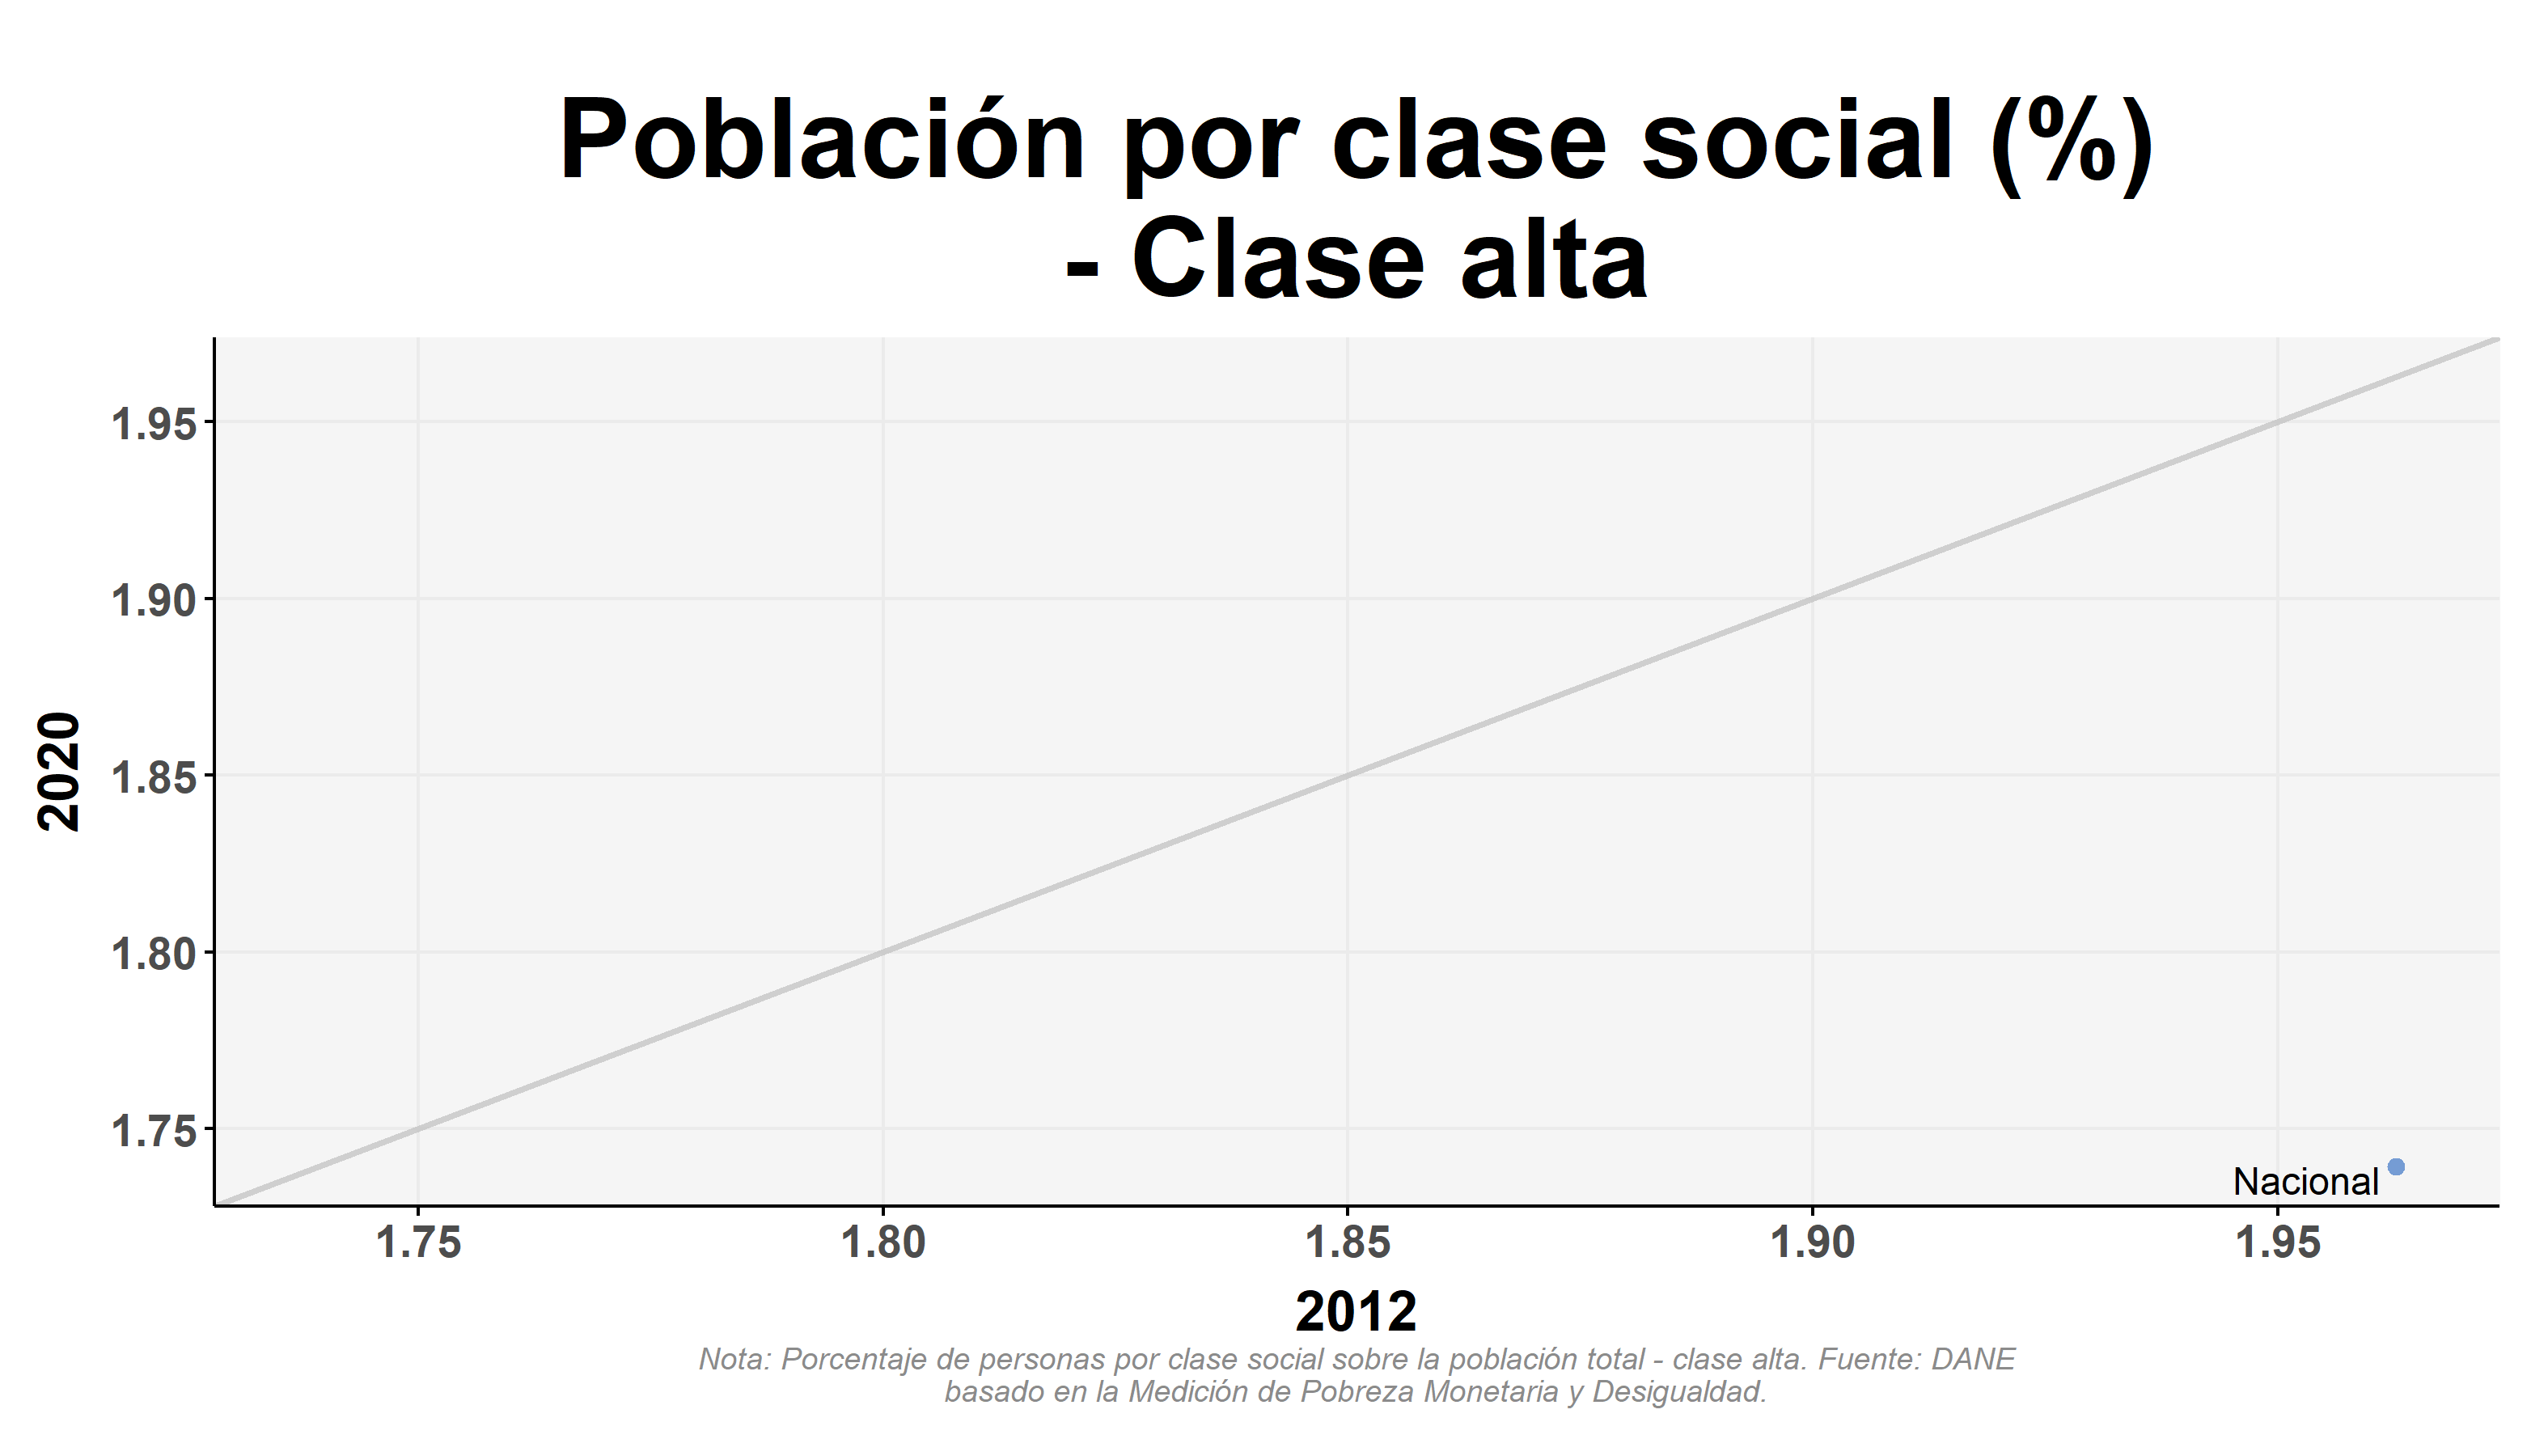 Población por clase social (%)
- Clase alta
2020
1.95
1.90
1.85
1.80
1.75
Nacional
1.75 1.80 1.85 1.90 1.95
2012
Nota: Porcentaje de personas por clase social sobre la población total - clase alta. Fuente: DANE
basado en la Medición de Pobreza Monetaria y Desigualdad.